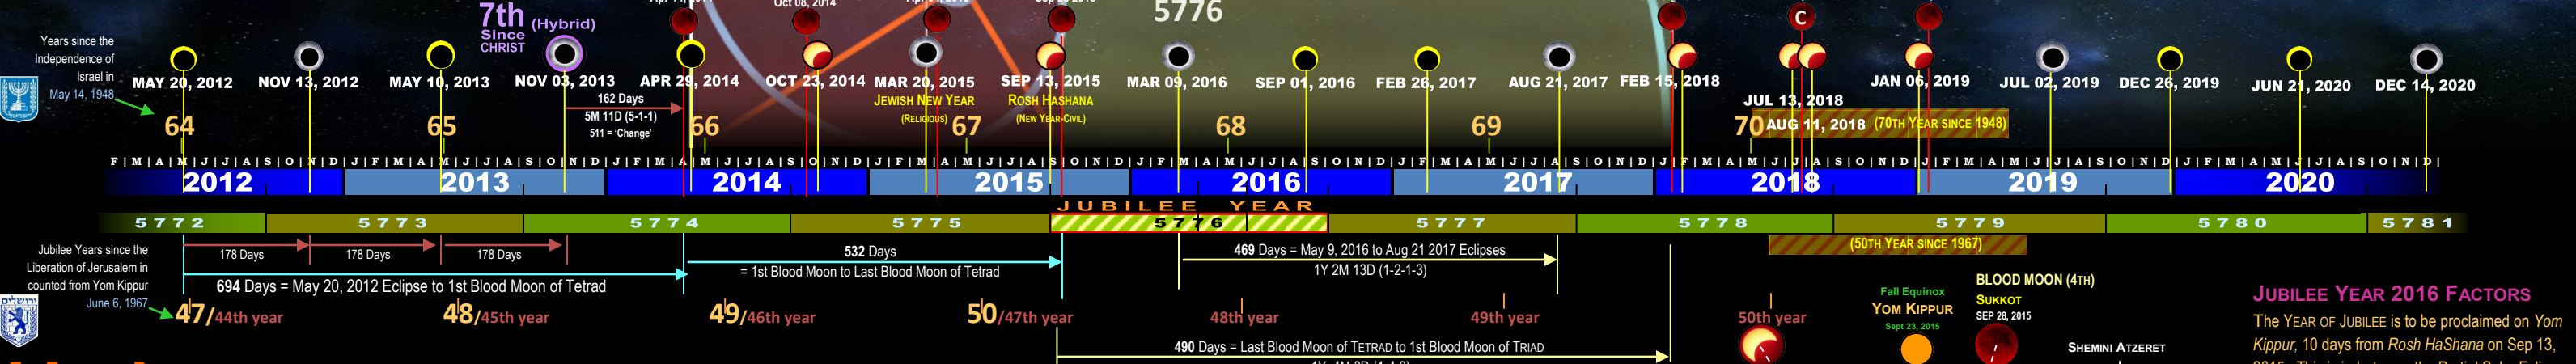 Oct 08, 2014
5776
7th
Since
CHRIST
(Hybrid)
C
Years since the
Independence of
Israel in
May 14, 1948
MAY 20, 2012
NOV 13, 2012
MAY 10, 2013
NOV 03, 2013
APR 29, 2014
OCT 23, 2014
MAR 20, 2015
SEP 13, 2015
MAR 09, 2016
SEP 01, 2016
FEB 26, 2017
AUG 21, 2017
FEB 15, 2018
JAN 06, 2019
JUL 02, 2019
DEC 26, 2019
JUN 21, 2020
DEC 14, 2020
162 Days
5M 11D (5-1-1)
511 = ‘Change’
JEWISH NEW YEAR
(RELIGIOUS)
ROSH HASHANA
(NEW YEAR-CIVIL)
JUL 13, 2018
AUG 11, 2018 (70TH YEAR SINCE 1948)
64
65
66
67
68
69
70
F | M | A | M | J | J | A | S | O | N | D | J | F | M | A | M | J | J | A | S | O | N | D | J | F | M | A | M | J | J | A | S | O | N | D | J | F | M | A | M | J | J | A | S | O | N | D | J | F | M | A | M | J | J | A | S | O | N | D | J | F | M | A | M | J | J | A | S | O | N | D | J | F | M | A | M | J | J | A | S | O | N | D | J | F | M | A | M | J | J | A | S | O | N | D | J | F | M | A | M | J | J | A | S | O | N | D |
2012 2013 2014 2015 2016 2017 2018 2019 2020
JUBILEE YEAR
5772 5773 5774 5775 5776 5777 5778 5779 5780 5781
Jubilee Years since the
Liberation of Jerusalem in
counted from Yom Kippur
June 6, 1967
178 Days
178 Days
178 Days
694 Days = May 20, 2012 Eclipse to 1st Blood Moon of Tetrad
532 Days
= 1st Blood Moon to Last Blood Moon of Tetrad
469 Days = May 9, 2016 to Aug 21 2017 Eclipses
1Y 2M 13D (1-2-1-3)
(50TH YEAR SINCE 1967)
47/44th year
48/45th year
49/46th year
50/47th year
48th year
49th year
50th year
490 Days = Last Blood Moon of TETRAD to 1st Blood Moon of TRIAD
Fall Equinox
YOM KIPPUR
Sept 23, 2015
BLOOD MOON (4TH)
SUKKOT
SEP 28, 2015
SHEMINI ATZERET
JUBILEE YEAR 2016 FACTORS
The YEAR OF JUBILEE is to be proclaimed on Yom
Kippur, 10 days from Rosh HaShana on Sep 13,